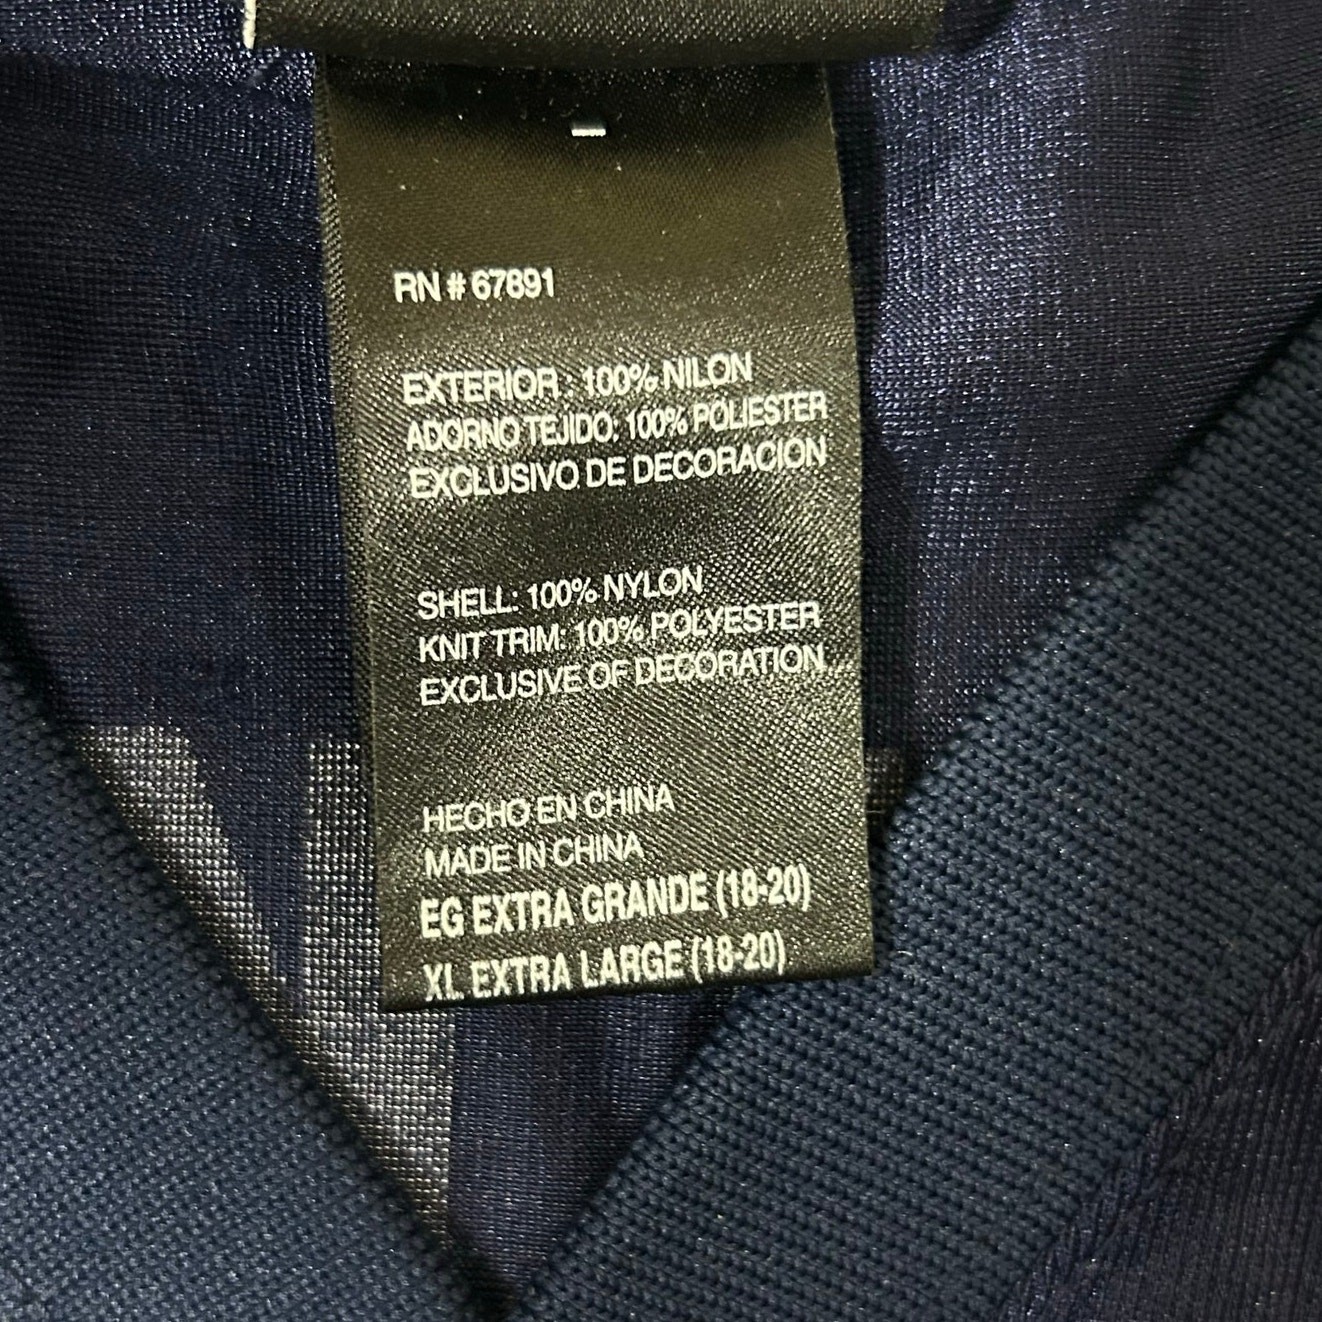 RN # 67891
EXTERIOR : 100% NILON
ADORNO TEJIDO: 100% POLIESTER
EXCLUSIVO DE DECORACIÓN
SHELL: 100% NYLON
KNIT TRIM: 100% POLYESTER
EXCLUSIVE OF DECORATION
HECHO EN CHINA
MADE IN CHINA
EG EXTRA GRANDE (18-20)
XL EXTRA LARGE (18-20)